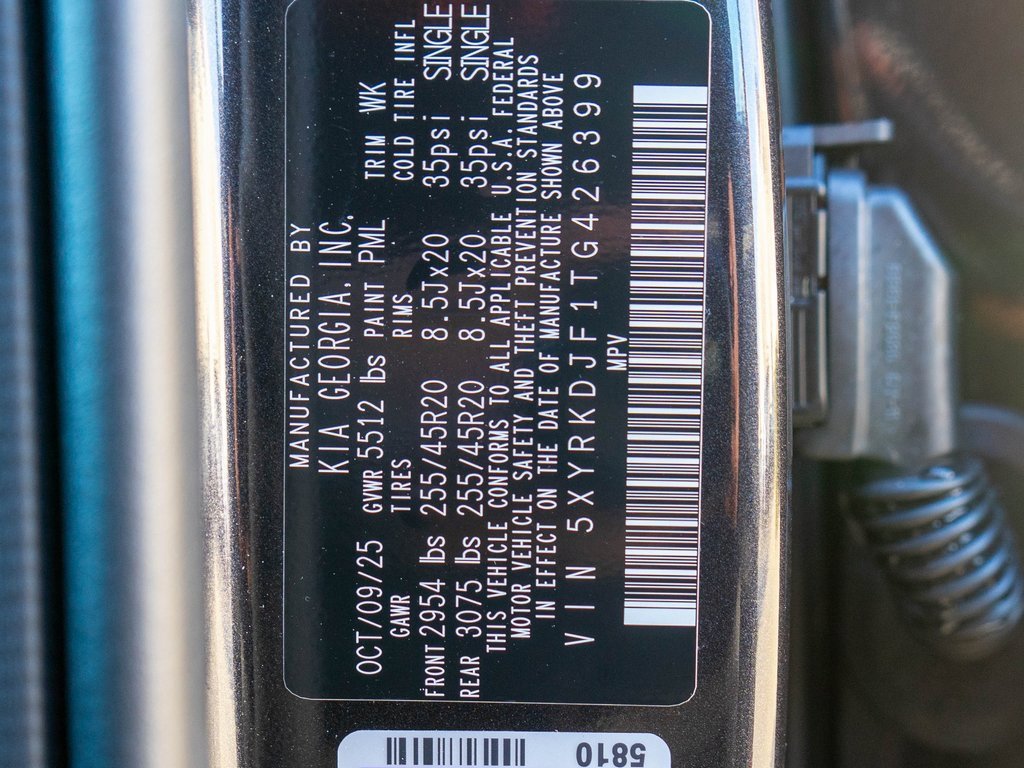 MANUFACTURED BY
KIA GEORGIA, INC.
OCT/09/25 GVWR 5512 lbs PAINT PML TRIM WK
GAWR TIRES RIMS COLD TIRE INFL
FRONT 2954 lbs 255/45R20 8.5Jx20 35psi SINGLE
REAR 3075 lbs 255/45R20 8.5Jx20 35psi SINGLE
THIS VEHICLE CONFORMS TO ALL APPLICABLE U.S.A. FEDERAL
MOTOR VEHICLE SAFETY AND THEFT PREVENTION STANDARDS
IN EFFECT ON THE DATE OF MANUFACTURE SHOWN ABOVE
VIN 5XYRKDJF1TG426399
MPV
5810